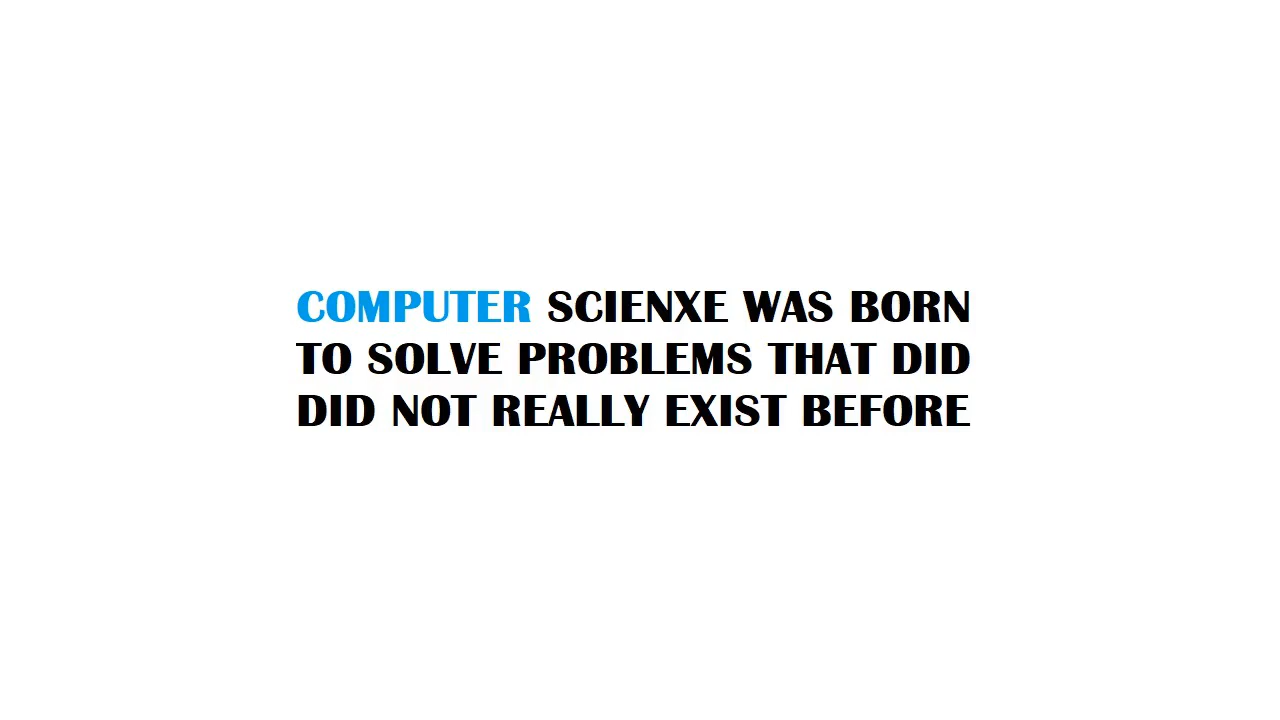 COMPUTER SCIENXE WAS BORN
TO SOLVE PROBLEMS THAT DID
DID NOT REALLY EXIST BEFORE